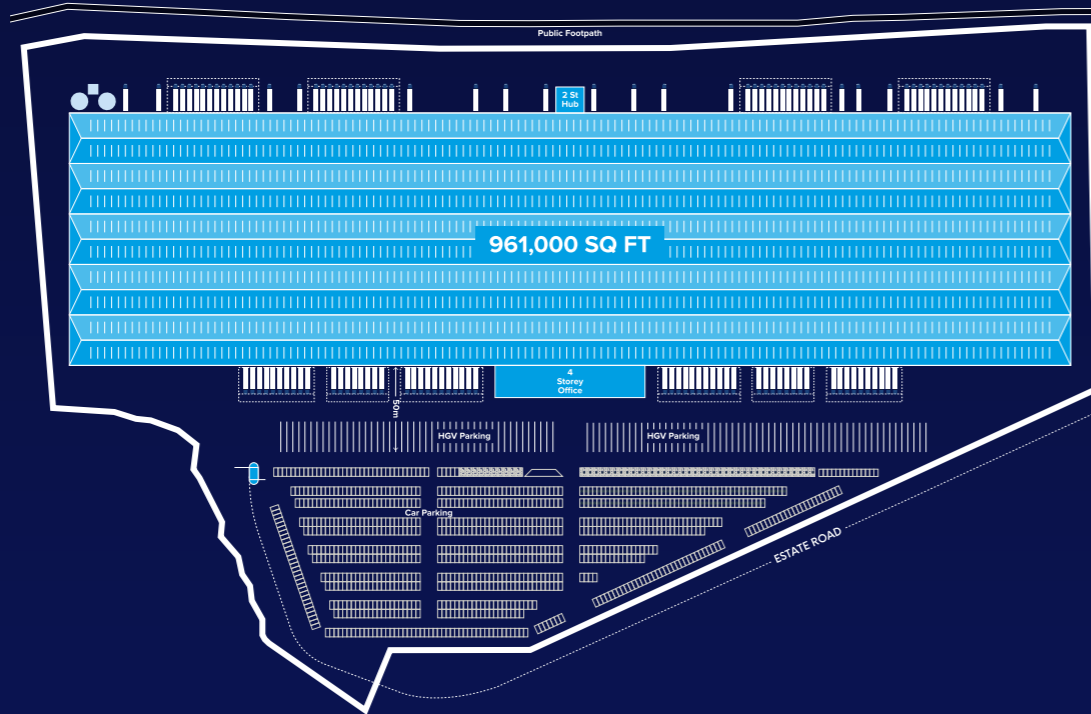 Public Footpath
2 St
Hub
961,000 SQ FT
4
Storey
Office
50m
HGV Parking
HGV Parking
Car Parking
ESTATE ROAD